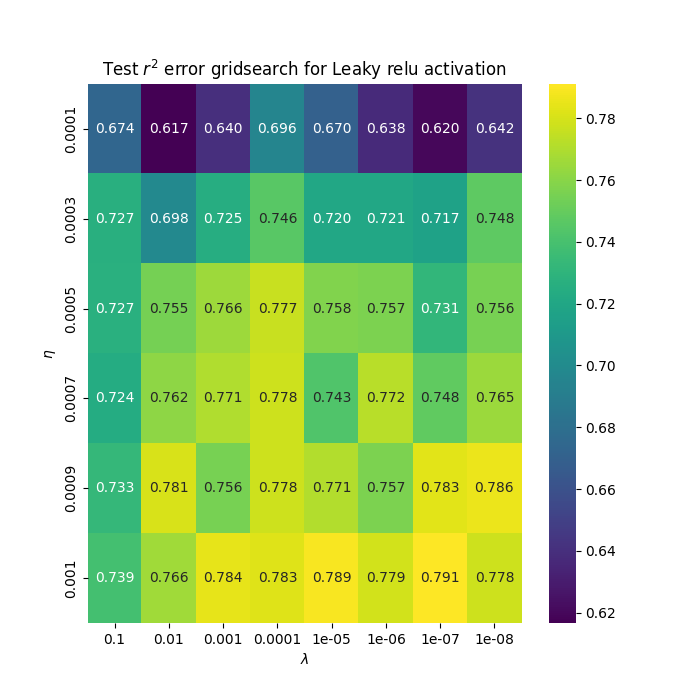 Test r² error gridsearch for Leaky relu activation
0.0001 0.674 0.617 0.640 0.696 0.670 0.638 0.620 0.642
0.0003 0.727 0.698 0.725 0.746 0.720 0.721 0.717 0.748
0.0005 0.727 0.755 0.766 0.777 0.758 0.757 0.731 0.756
0.0007 0.724 0.762 0.771 0.778 0.743 0.772 0.748 0.765
0.0009 0.733 0.781 0.756 0.778 0.771 0.757 0.783 0.786
0.001 0.739 0.766 0.784 0.783 0.789 0.779 0.791 0.778
0.1 0.01 0.001 0.0001 1e-05 1e-06 1e-07 1e-08
λ
η
0.78
0.76
0.74
0.72
0.70
0.68
0.66
0.64
0.62